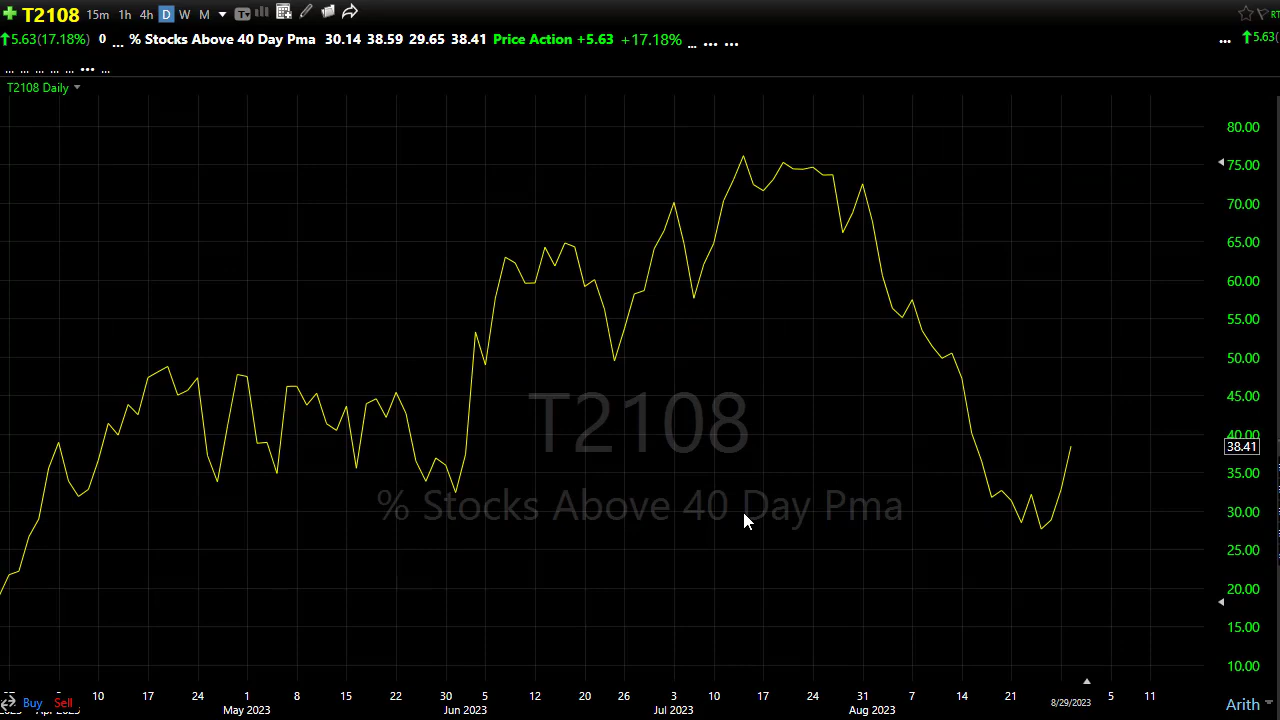 T2108 15m 1h 4h D W M T RT
5.63(17.18%) 0 ... % Stocks Above 40 Day Pma 30.14 38.59 29.65 38.41 Price Action +5.63 +17.18% ... ... ... ... 5.63(
... ... ... ... ... ... ...
T2108 Daily
80.00
75.00
70.00
65.00
60.00
55.00
50.00
45.00
40.00
38.41
35.00
30.00
25.00
20.00
15.00
10.00
T2108
% Stocks Above 40 Day Pma
10 17 24 1 8 15 22 30 5 12 20 26 3 10 17 24 31 7 14 21 8/29/2023 5 11
Buy Sell Arith
May 2023 Jun 2023 Jul 2023 Aug 2023